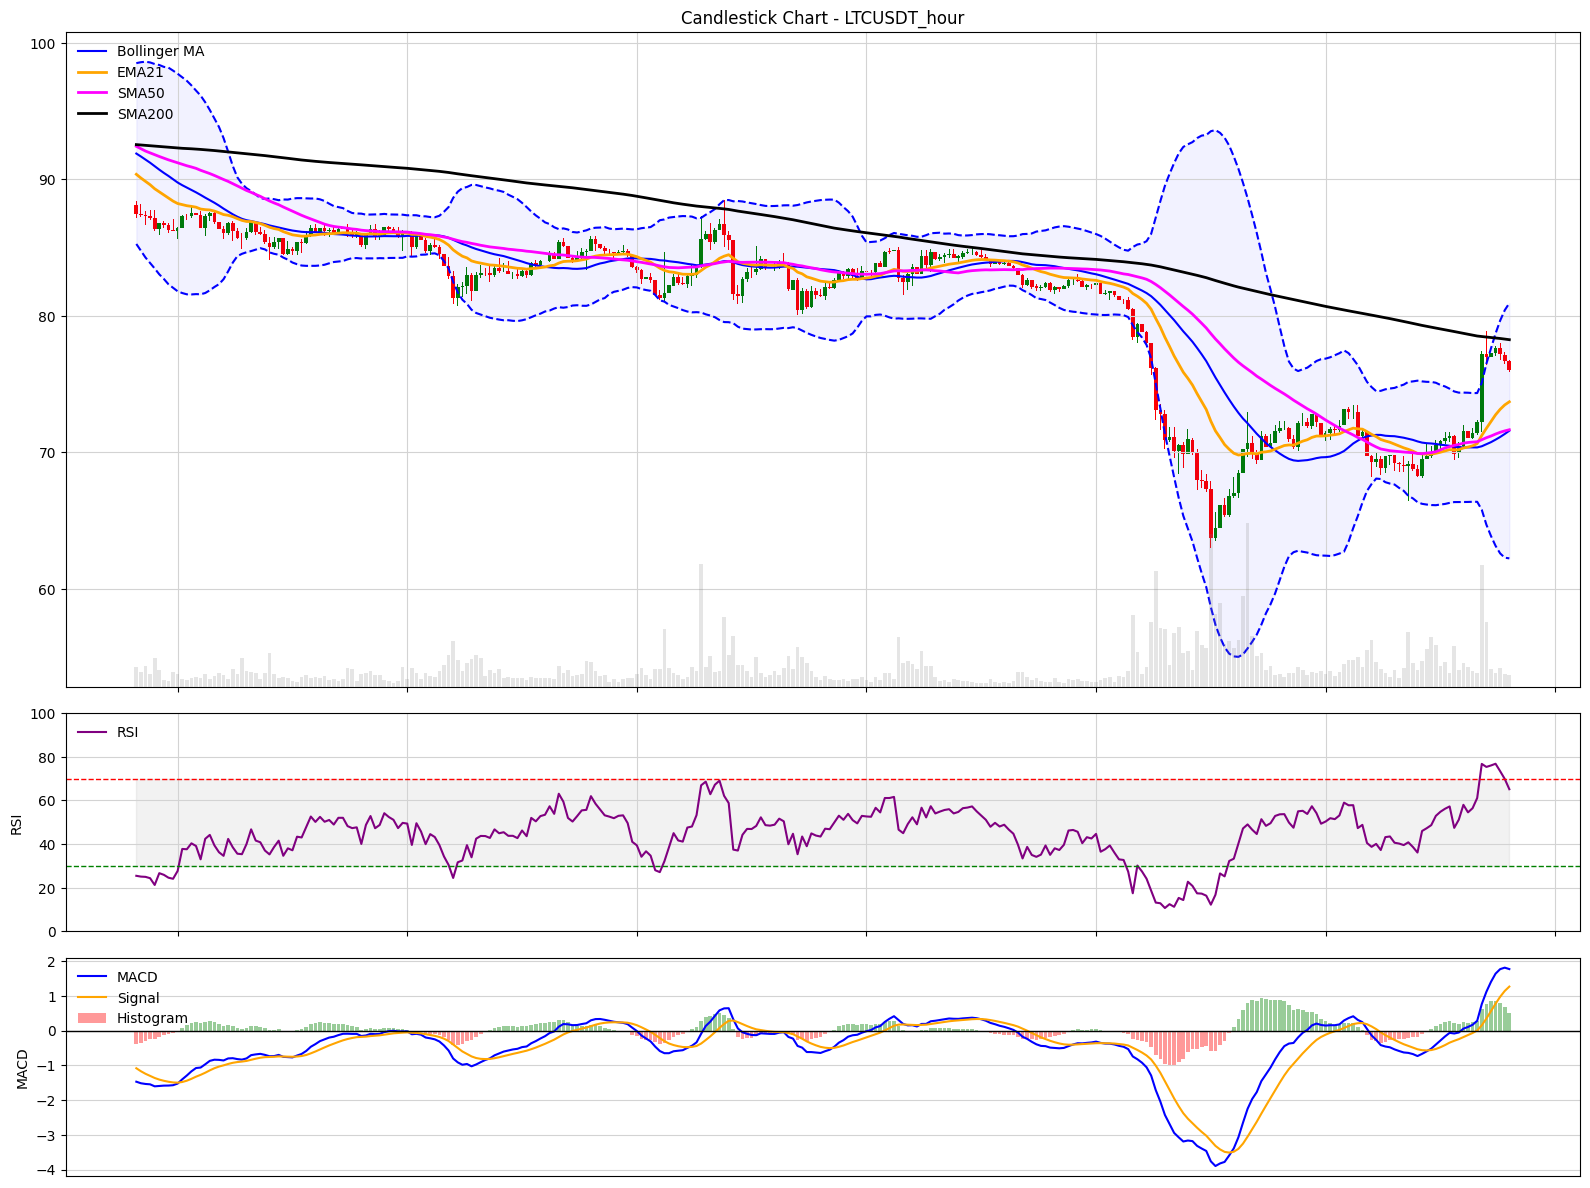 Candlestick Chart - LTCUSDT_hour
100
90
80
70
60
Bollinger MA
EMA21
SMA50
SMA200
100
80
60
40
20
0
RSI
RSI
2
1
0
−1
−2
−3
−4
MACD
MACD
Signal
Histogram